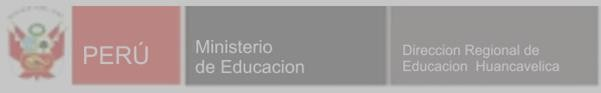 PERÚ
Ministerio
de Educacion
Direccion Regional de
Educacion Huancavelica